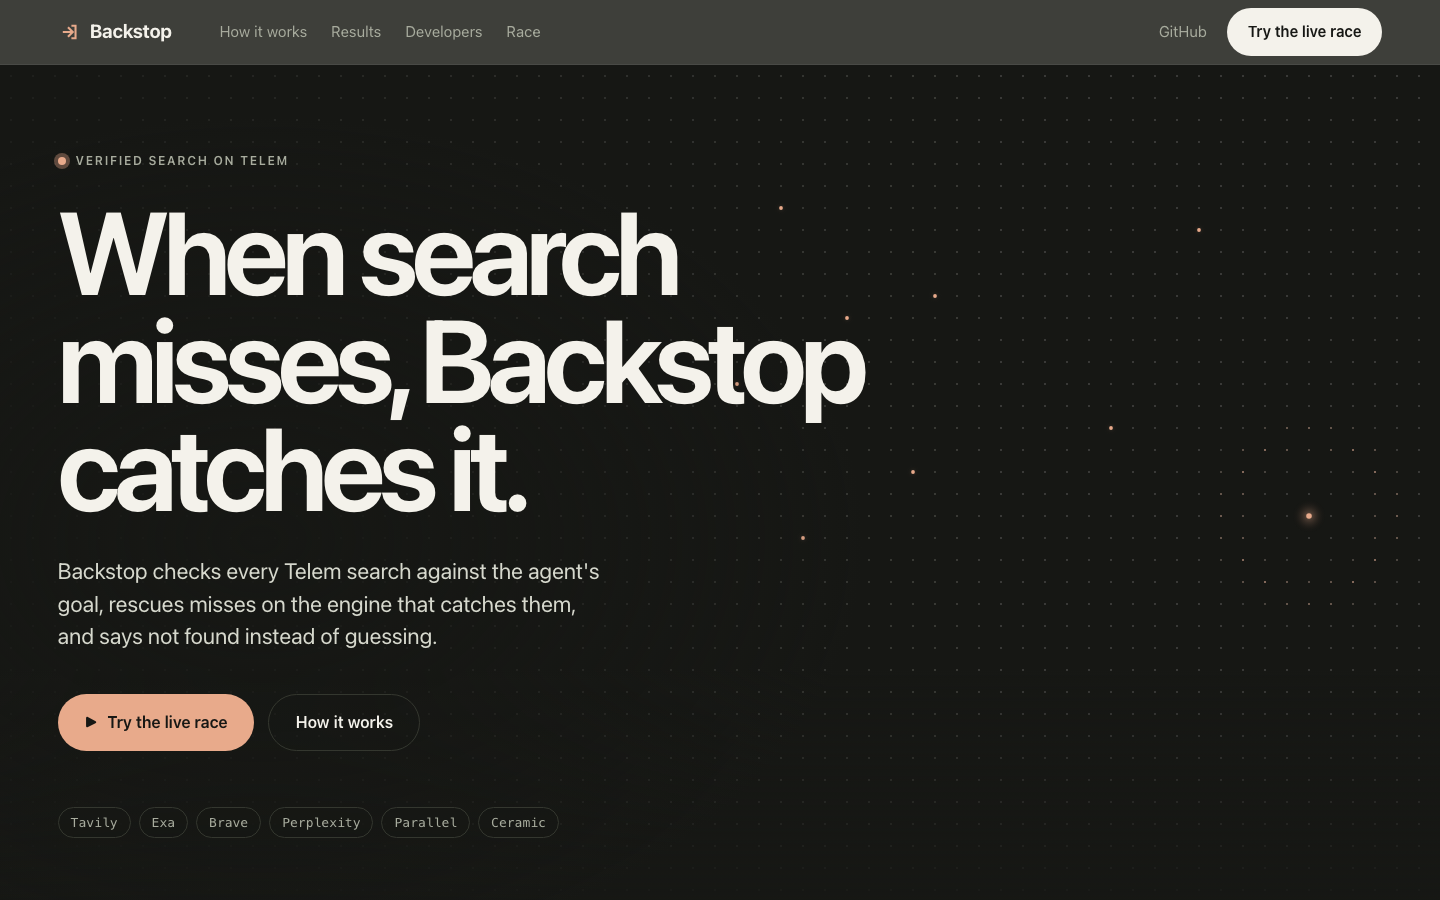 Backstop
How it works
Results
Developers
Race
GitHub
Try the live race
VERIFIED SEARCH ON TELEM
When search
misses, Backstop
catches it.
Backstop checks every Telem search against the agent's
goal, rescues misses on the engine that catches them,
and says not found instead of guessing.
Try the live race
How it works
Tavily
Exa
Brave
Perplexity
Parallel
Ceramic